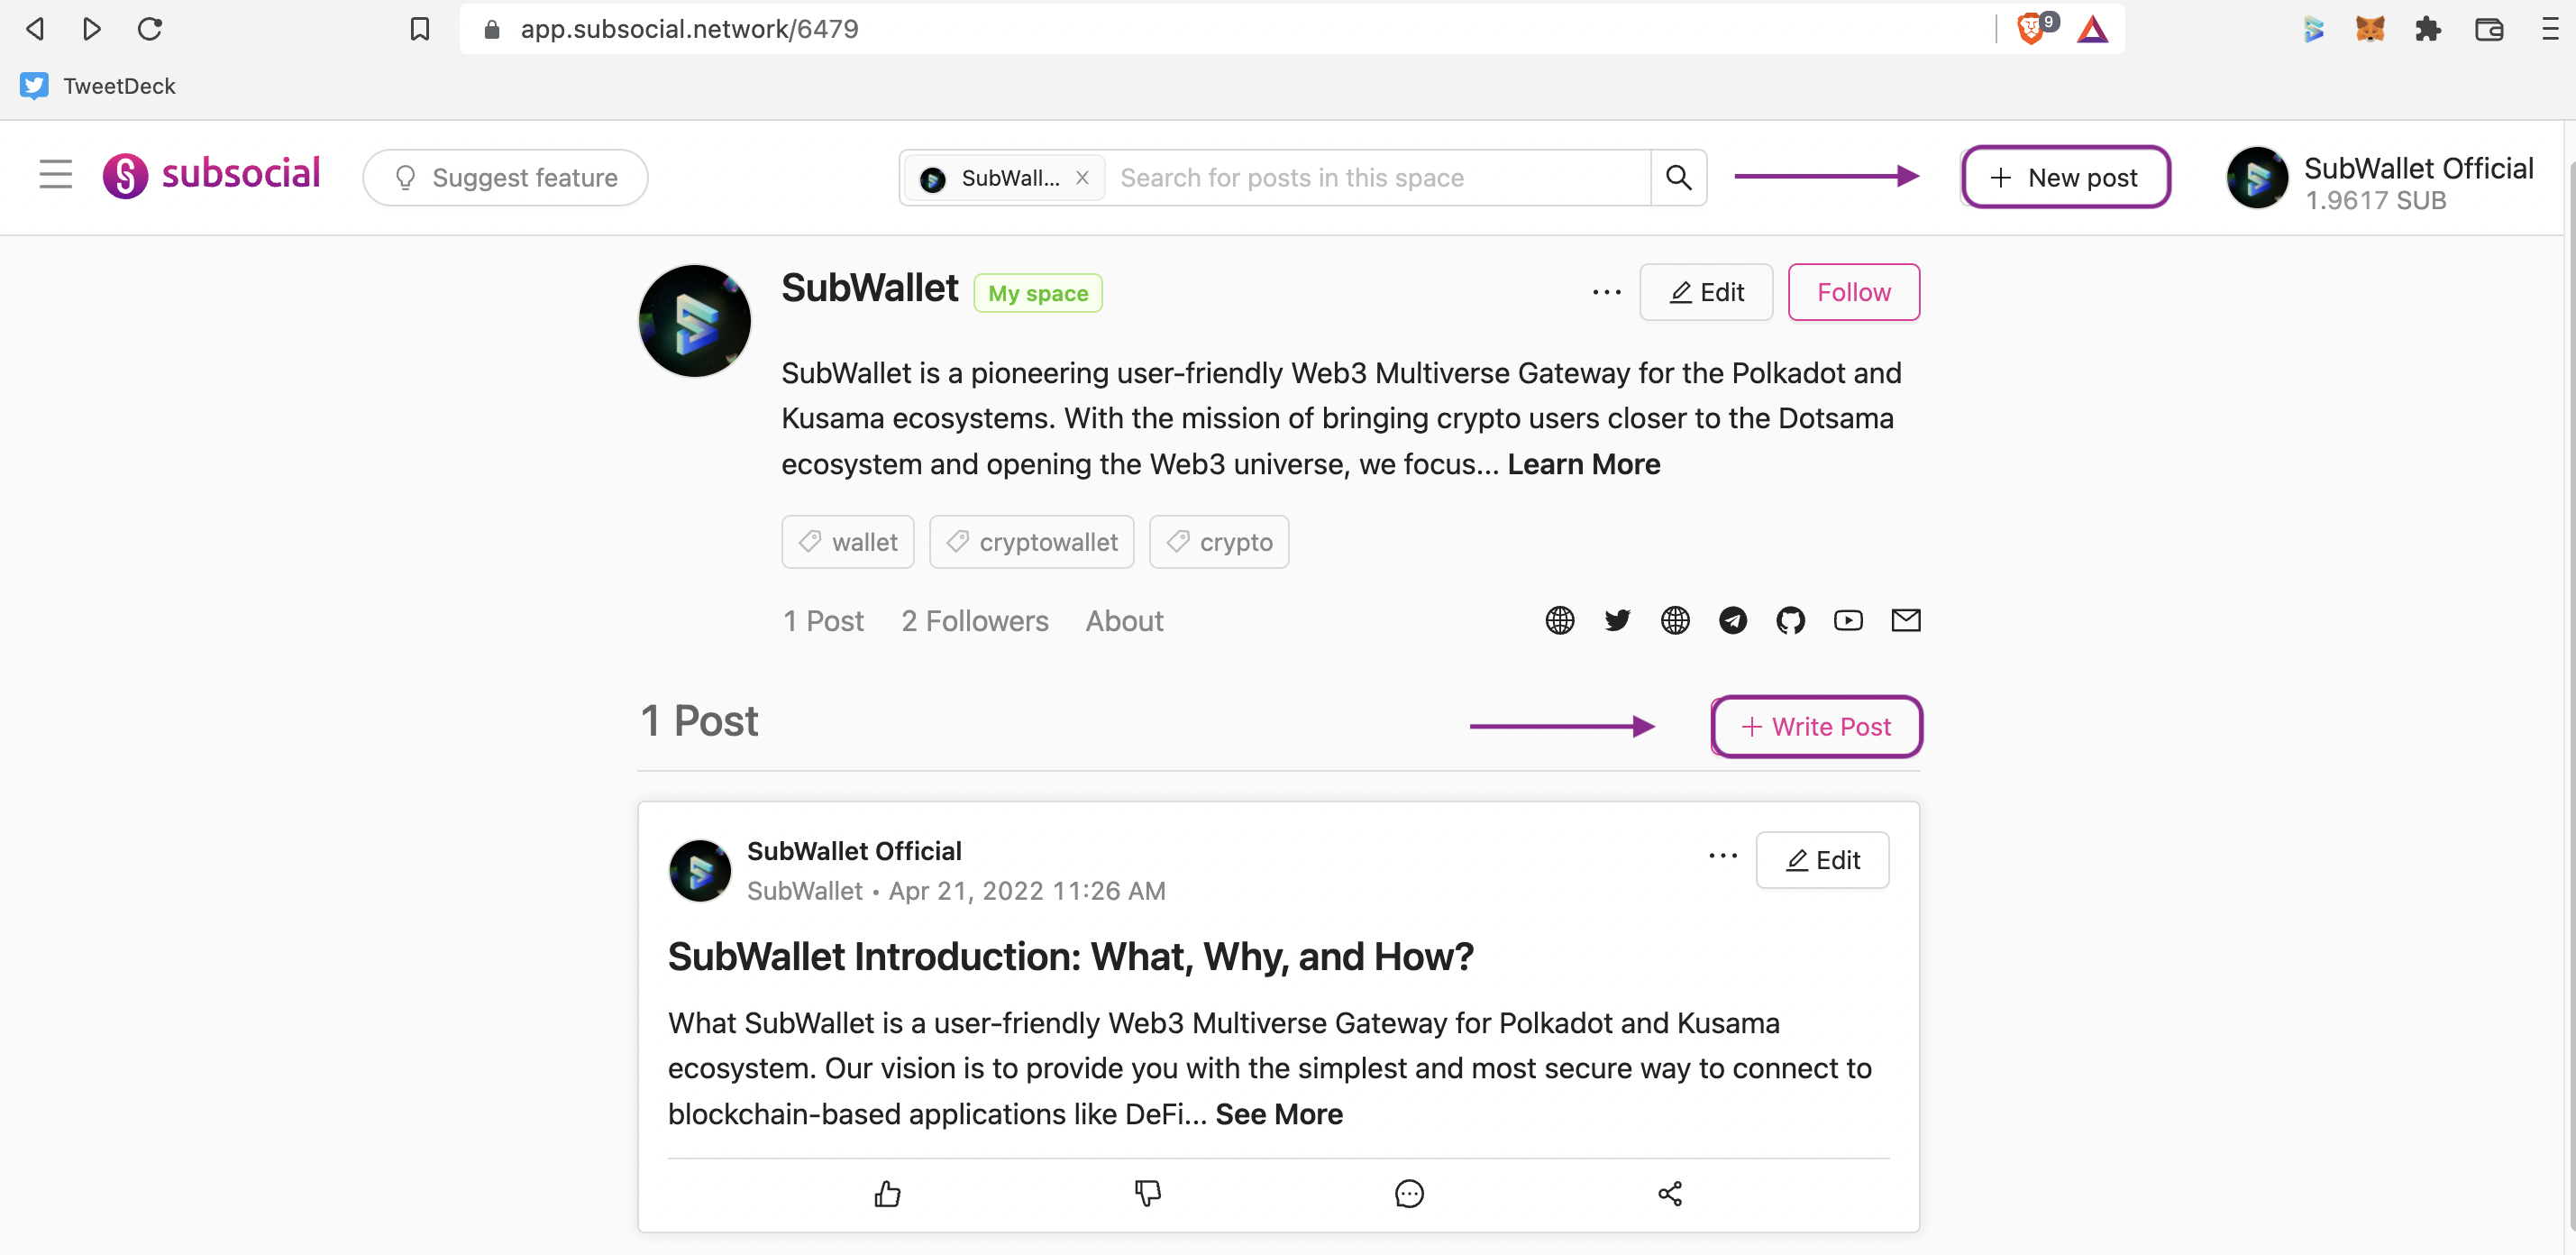 app.subsocial.network/6479
9
TweetDeck
subsocial
Suggest feature
SubWall...
Search for posts in this space
+ New post
SubWallet Official
1.9617 SUB
SubWallet
My space
Edit
Follow
SubWallet is a pioneering user-friendly Web3 Multiverse Gateway for the Polkadot and
Kusama ecosystems. With the mission of bringing crypto users closer to the Dotsama
ecosystem and opening the Web3 universe, we focus... Learn More
wallet
cryptowallet
crypto
1 Post
2 Followers
About
1 Post
+ Write Post
SubWallet Official
SubWallet • Apr 21, 2022 11:26 AM
Edit
SubWallet Introduction: What, Why, and How?
What SubWallet is a user-friendly Web3 Multiverse Gateway for Polkadot and Kusama
ecosystem. Our vision is to provide you with the simplest and most secure way to connect to
blockchain-based applications like DeFi... See More